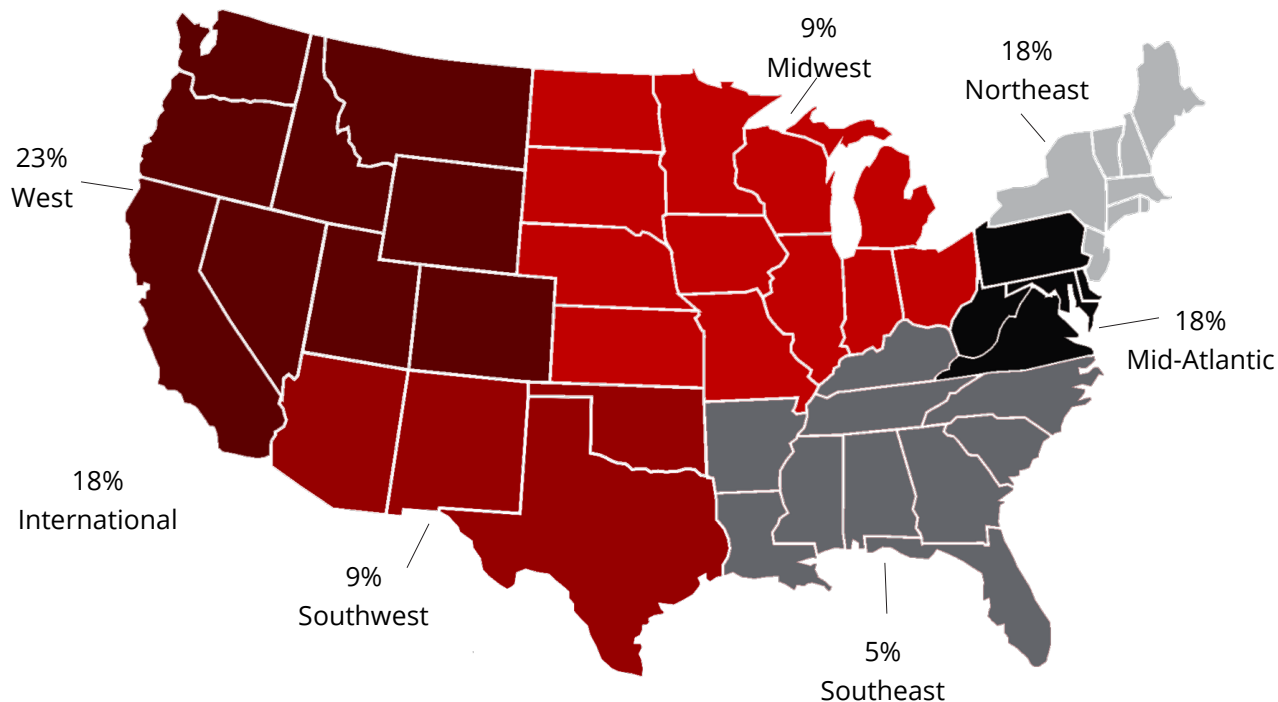 9%
Midwest
18%
Northeast
23%
West
18%
Mid-Atlantic
18%
International
9%
Southwest
5%
Southeast